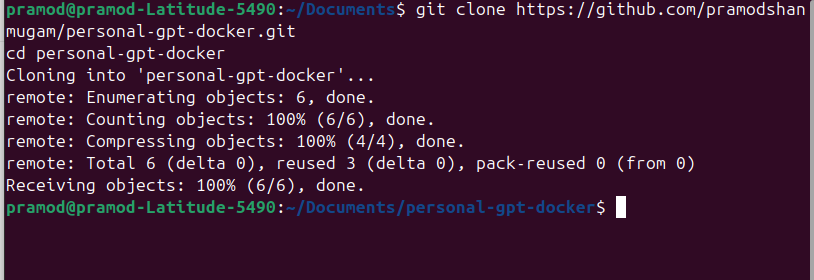 pramod@pramod-Latitude-5490:~/Documents$ git clone https://github.com/pramodshan
mugam/personal-gpt-docker.git
cd personal-gpt-docker
Cloning into 'personal-gpt-docker'...
remote: Enumerating objects: 6, done.
remote: Counting objects: 100% (6/6), done.
remote: Compressing objects: 100% (4/4), done.
remote: Total 6 (delta 0), reused 3 (delta 0), pack-reused 0 (from 0)
Receiving objects: 100% (6/6), done.
pramod@pramod-Latitude-5490:~/Documents/personal-gpt-docker$